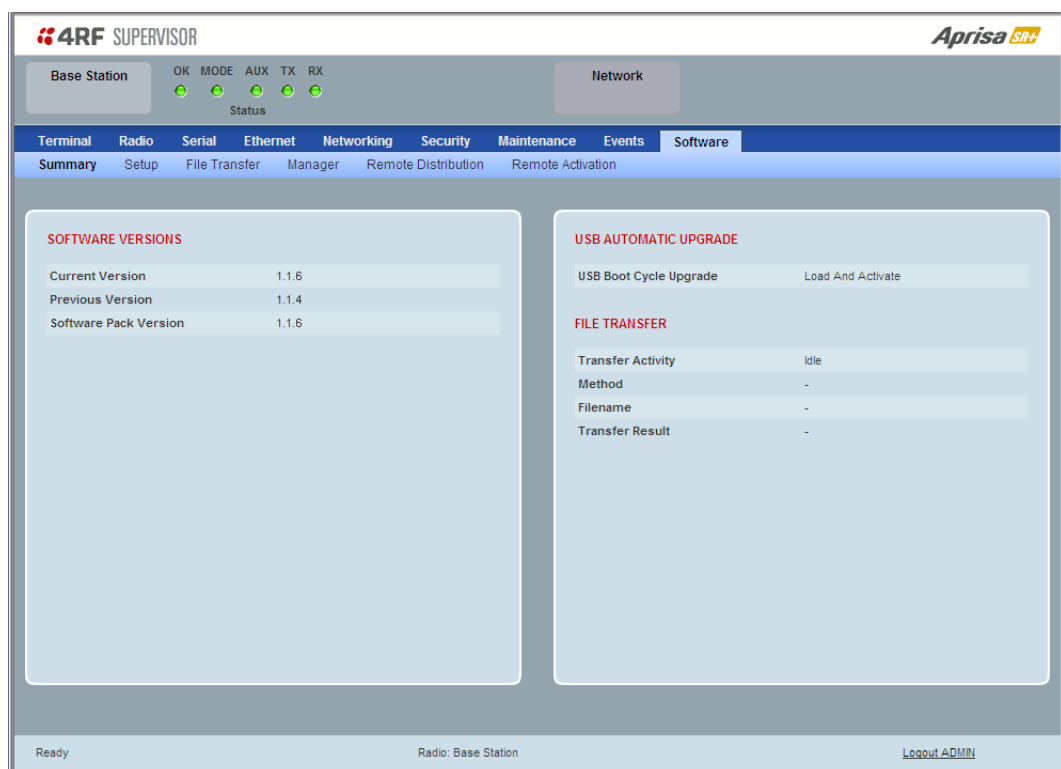 4RF SUPERVISOR
Aprisa SR+
Base Station
OK MODE AUX TX RX
Status
Network
Terminal Radio Serial Ethernet Networking Security Maintenance Events Software
Summary Setup File Transfer Manager Remote Distribution Remote Activation
SOFTWARE VERSIONS
Current Version 1.1.6
Previous Version 1.1.4
Software Pack Version 1.1.6
USB AUTOMATIC UPGRADE
USB Boot Cycle Upgrade Load And Activate
FILE TRANSFER
Transfer Activity Idle
Method -
Filename -
Transfer Result -
Ready Radio: Base Station Logout ADMIN